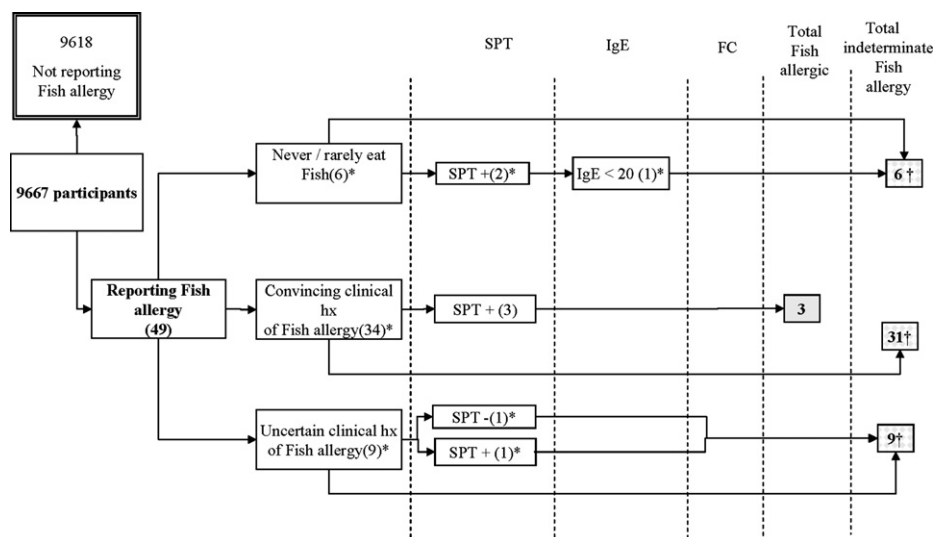 9618
Not reporting
Fish allergy
SPT
IgE
FC
Total
Fish
allergic
Total
indeterminate
Fish
allergy
9667 participants
Never / rarely eat
Fish(6)*
SPT +(2)*
IgE < 20 (1)*
6 †
Reporting Fish
allergy
(49)
Convincing clinical
hx
of Fish allergy(34)*
SPT + (3)
3
31†
Uncertain clinical hx
of Fish allergy(9)*
SPT -(1)*
SPT + (1)*
9†